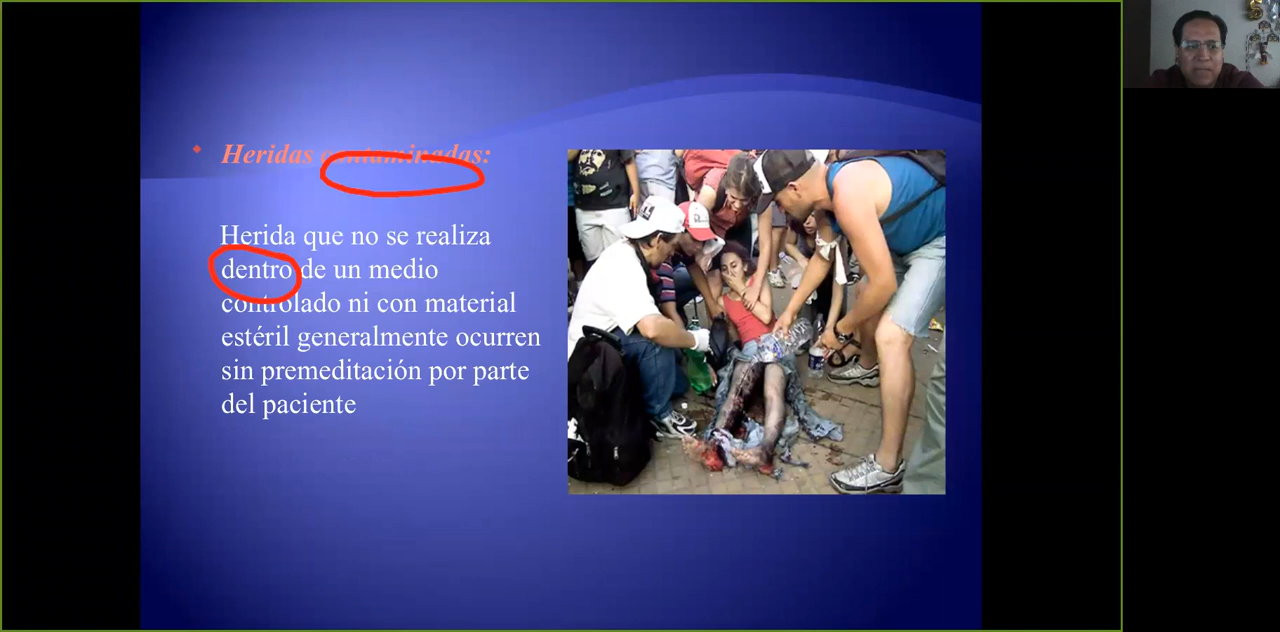 Heridas contaminadas:
Herida que no se realiza
dentro de un medio
controlado ni con material
estéril generalmente ocurren
sin premeditación por parte
del paciente